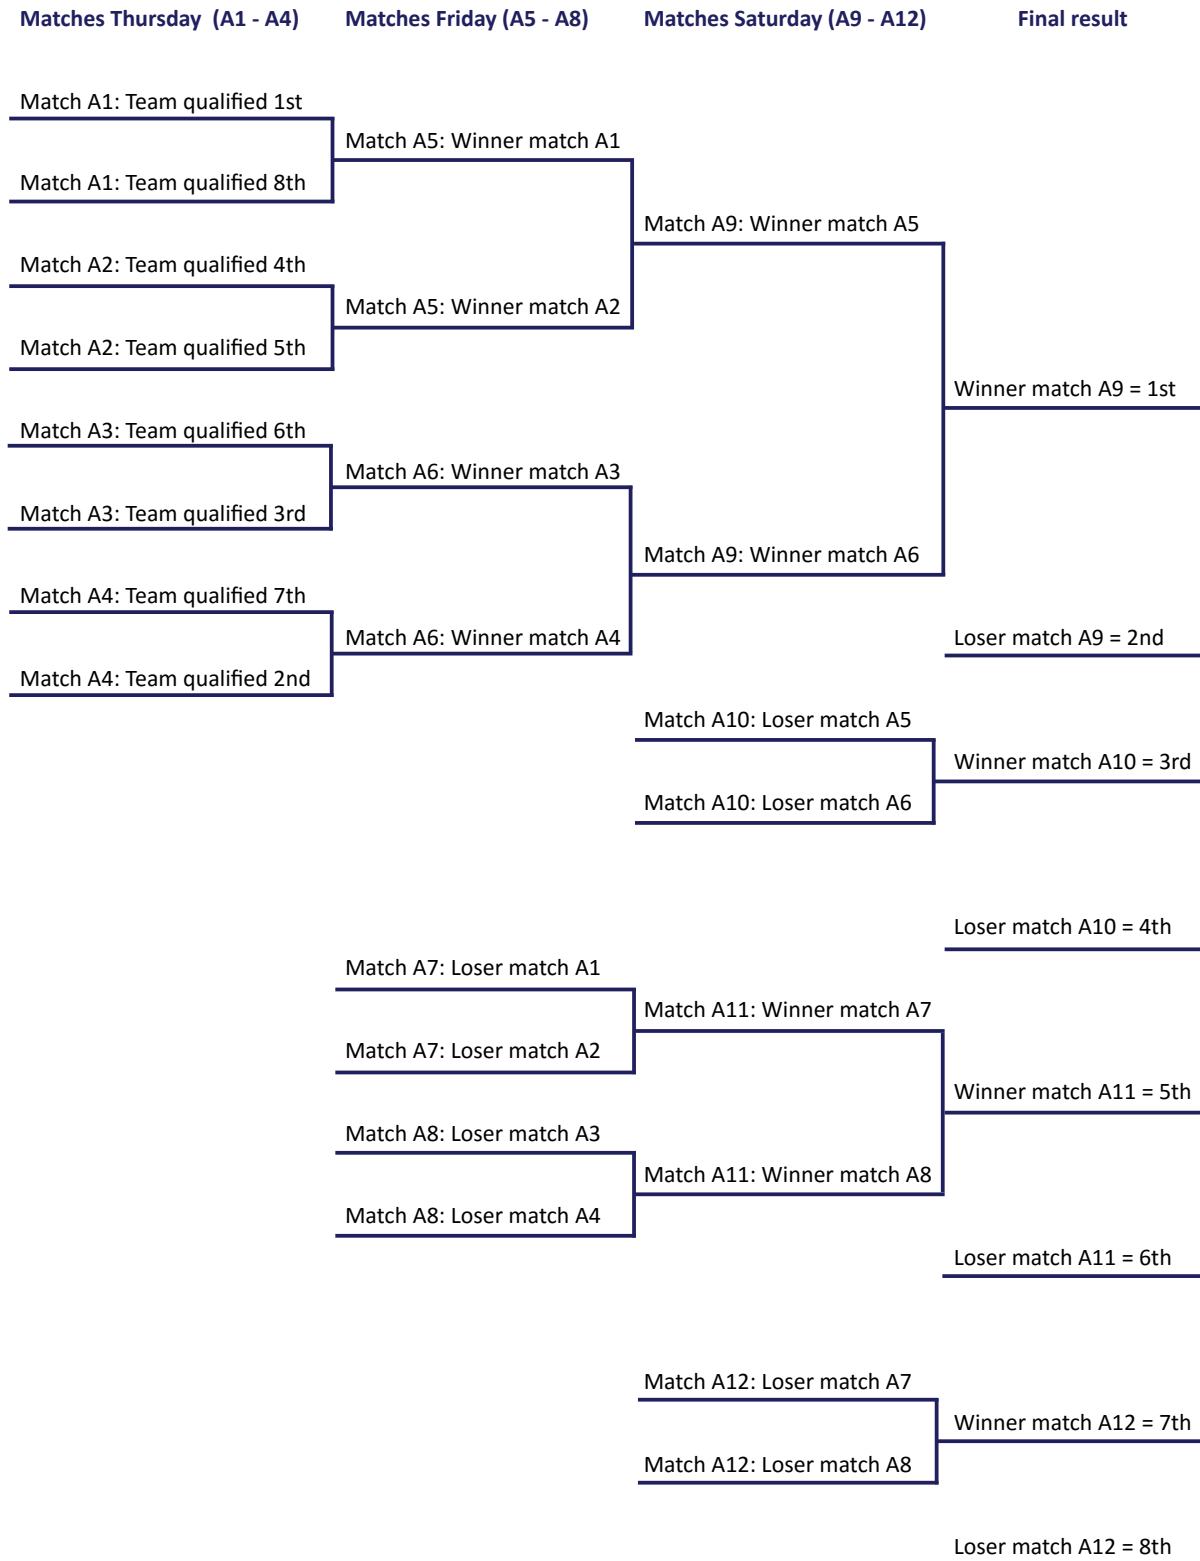 Matches Thursday  (A1 - A4)
Matches Friday (A5 - A8)
Matches Saturday (A9 - A12)
Final result
Match A1: Team qualified 1st
Match A1: Team qualified 8th
Match A2: Team qualified 4th
Match A2: Team qualified 5th
Match A3: Team qualified 6th
Match A3: Team qualified 3rd
Match A4: Team qualified 7th
Match A4: Team qualified 2nd
Match A5: Winner match A1
Match A5: Winner match A2
Match A6: Winner match A3
Match A6: Winner match A4
Match A7: Loser match A1
Match A7: Loser match A2
Match A8: Loser match A3
Match A8: Loser match A4
Match A9: Winner match A5
Match A9: Winner match A6
Match A10: Loser match A5
Match A10: Loser match A6
Match A11: Winner match A7
Match A11: Winner match A8
Match A12: Loser match A7
Match A12: Loser match A8
Winner match A9 = 1st
Loser match A9 = 2nd
Winner match A10 = 3rd
Loser match A10 = 4th
Winner match A11 = 5th
Loser match A11 = 6th
Winner match A12 = 7th
Loser match A12 = 8th